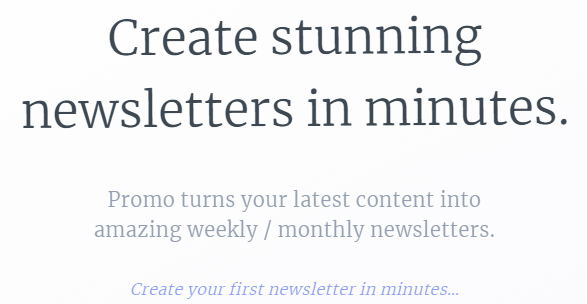 Create stunning
newsletters in minutes.
Promo turns your latest content into
amazing weekly / monthly newsletters.
Create your first newsletter in minutes...